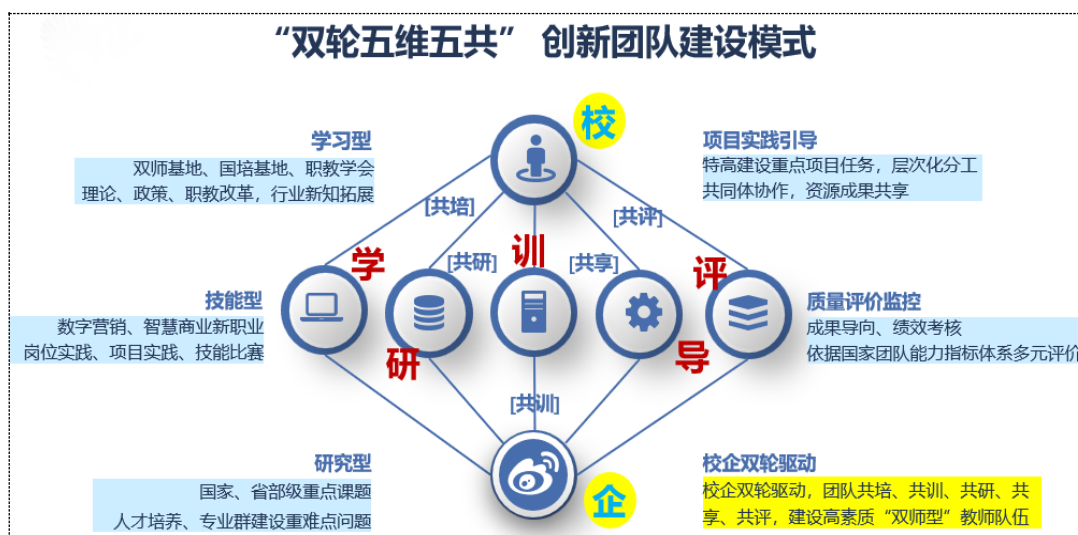 “双轮五维五共” 创新团队建设模式
校
学习型
双师基地、国培基地、职教学会
理论、政策、职教改革，行业新知拓展
项目实践引导
特高建设重点项目任务，层次化分工
共同体协作，资源成果共享
[共培]
[共评]
学
[共研]
训
[共享]
评
技能型
数字营销、智慧商业新职业
岗位实践、项目实践、技能比赛
质量评价监控
成果导向、绩效考核
依据国家团队能力指标体系多元评价
研
导
[共训]
研究型
国家、省部级重点课题
人才培养、专业群建设重难点问题
企
校企双轮驱动
校企双轮驱动，团队共培、共训、共研、共
享、共评，建设高素质“双师型”教师队伍